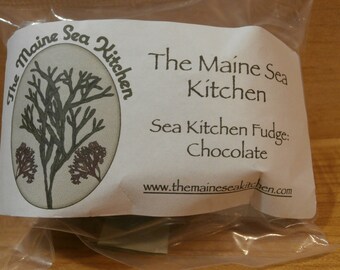 The Maine Sea Kitchen
The Maine Sea
Kitchen
Sea Kitchen Fudge:
Chocolate
www.themaineseakitchen.com